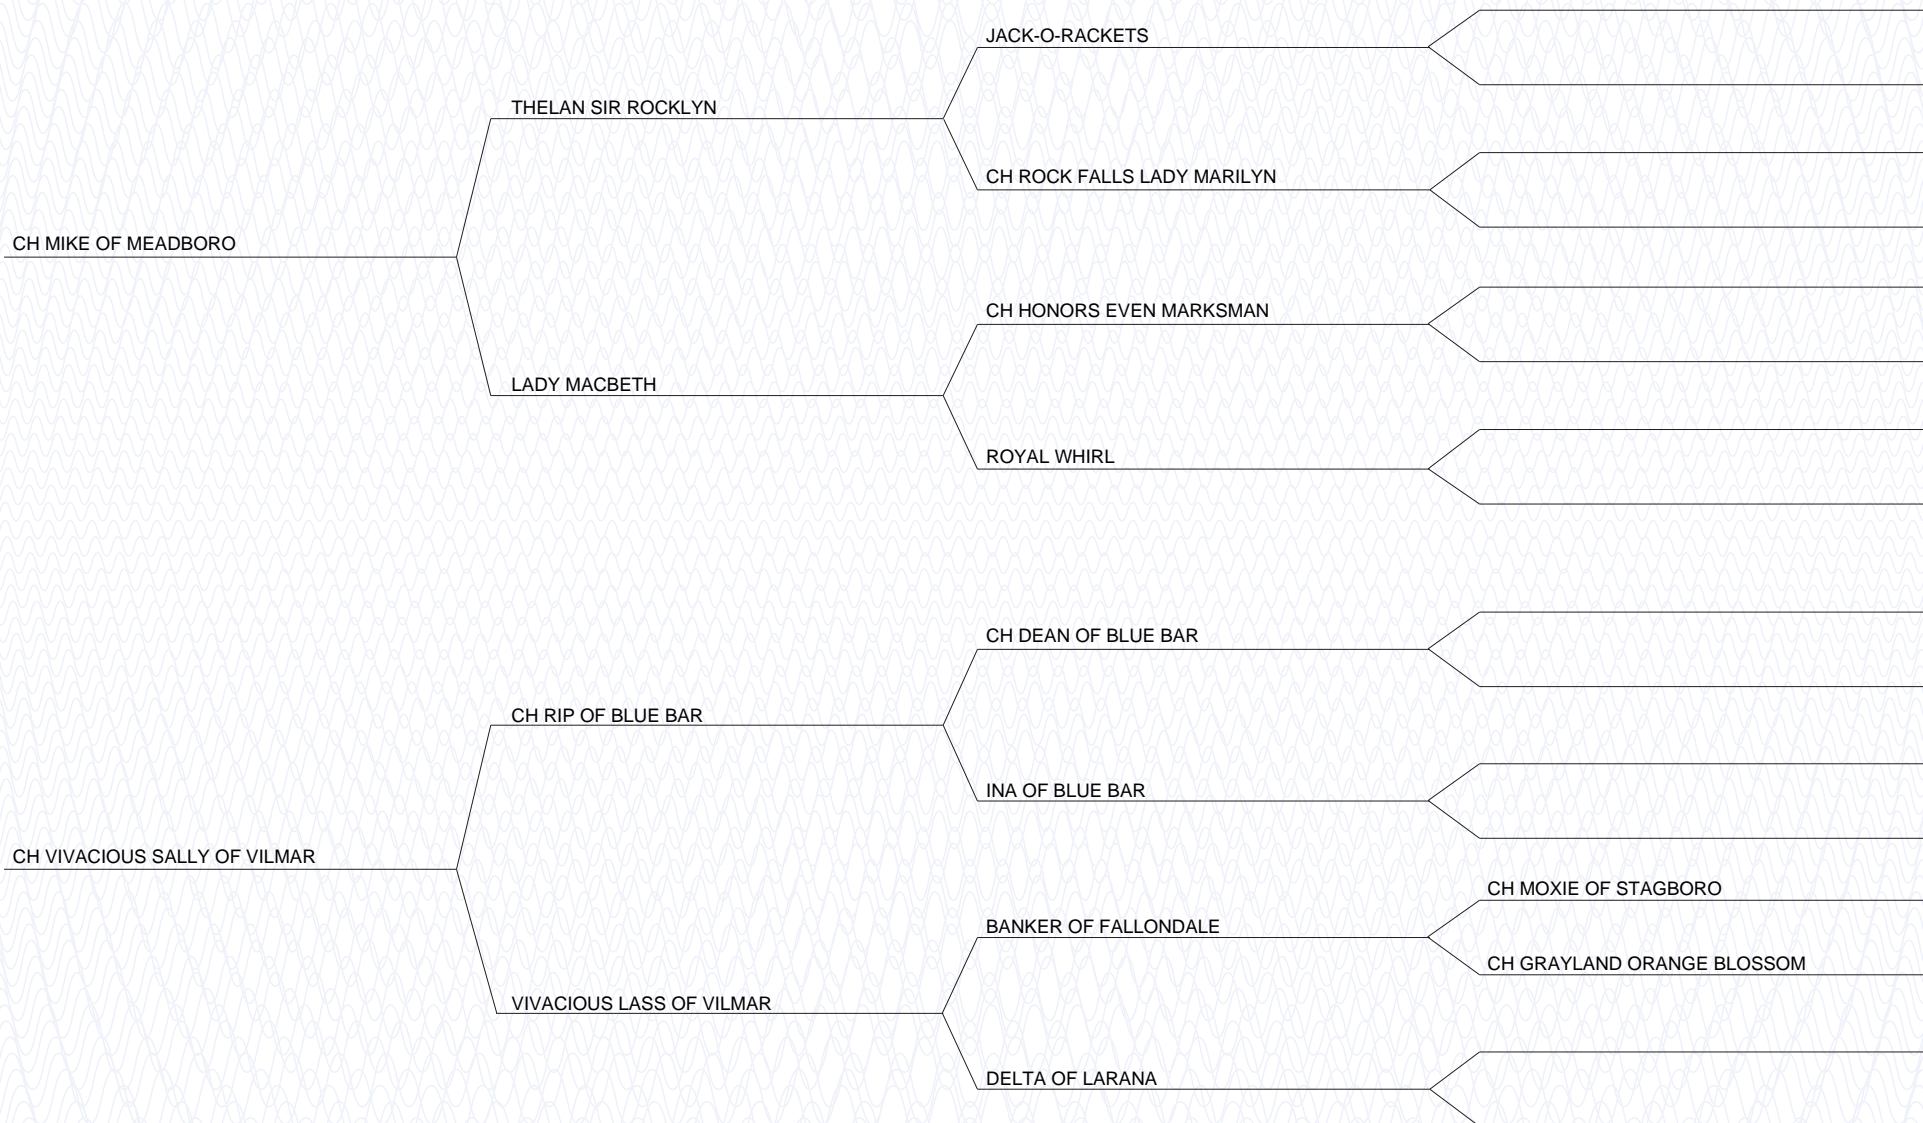 JACK-O-RACKETS
THELAN SIR ROCKLYN
CH ROCK FALLS LADY MARILYN
CH MIKE OF MEADBORO
CH HONORS EVEN MARKSMAN
LADY MACBETH
ROYAL WHIRL
CH DEAN OF BLUE BAR
CH RIP OF BLUE BAR
INA OF BLUE BAR
CH VIVACIOUS SALLY OF VILMAR
CH MOXIE OF STAGBORO
BANKER OF FALLONDALE
CH GRAYLAND ORANGE BLOSSOM
VIVACIOUS LASS OF VILMAR
DELTA OF LARANA